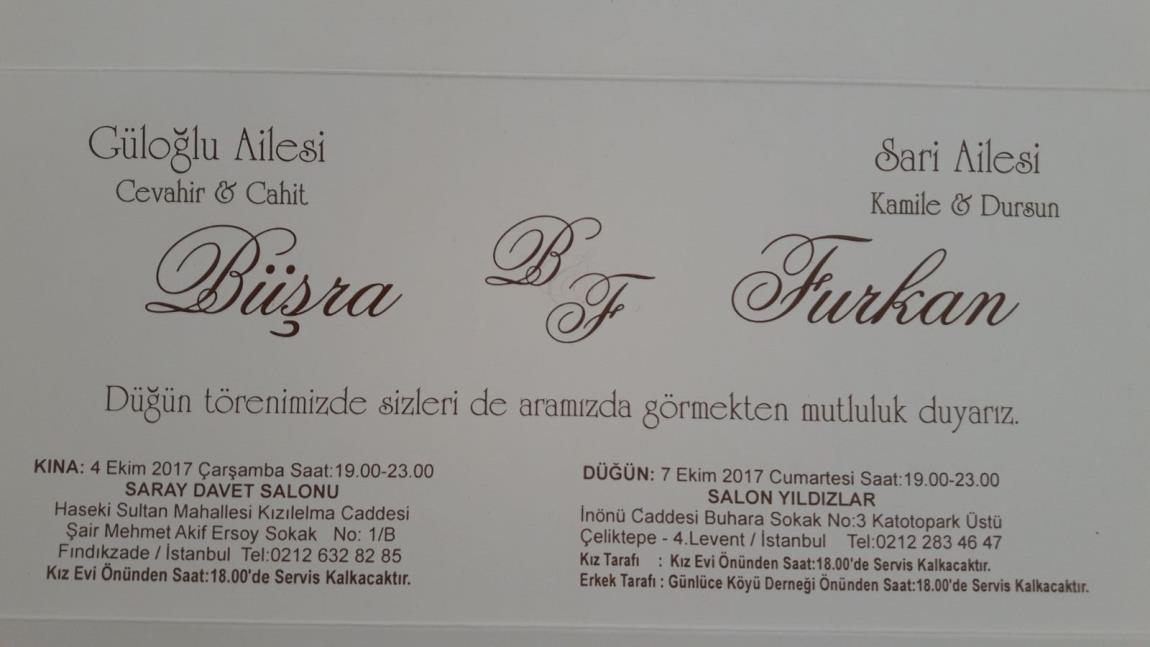 Güloğlu Ailesi
Cevahir & Cahit
Büşra
B & F
Sari Ailesi
Kamile & Dursun
Furkan
Düğün törenimizde sizleri de aramızda görmekten mutluluk duyarız.
KINA: 4 Ekim 2017 Çarşamba Saat:19.00-23.00
SARAY DAVET SALONU
Haseki Sultan Mahallesi Kızılelma Caddesi
Şair Mehmet Akif Ersoy Sokak No: 1/B
Fındıkzade / İstanbul Tel:0212 632 82 85
Kız Evi Önünden Saat:18.00'de Servis Kalkacaktır.
DÜĞÜN: 7 Ekim 2017 Cumartesi Saat:19.00-23.00
SALON YILDIZLAR
İnönü Caddesi Buhara Sokak No:3 Katotopark Üstü
Çeliktepe - 4.Levent / İstanbul Tel:0212 283 46 47
Kız Tarafı : Kız Evi Önünden Saat:18.00'de Servis Kalkacaktır.
Erkek Tarafı : Günlüce Köyü Derneği Önünden Saat:18.00'de Servis Kalkacaktır.